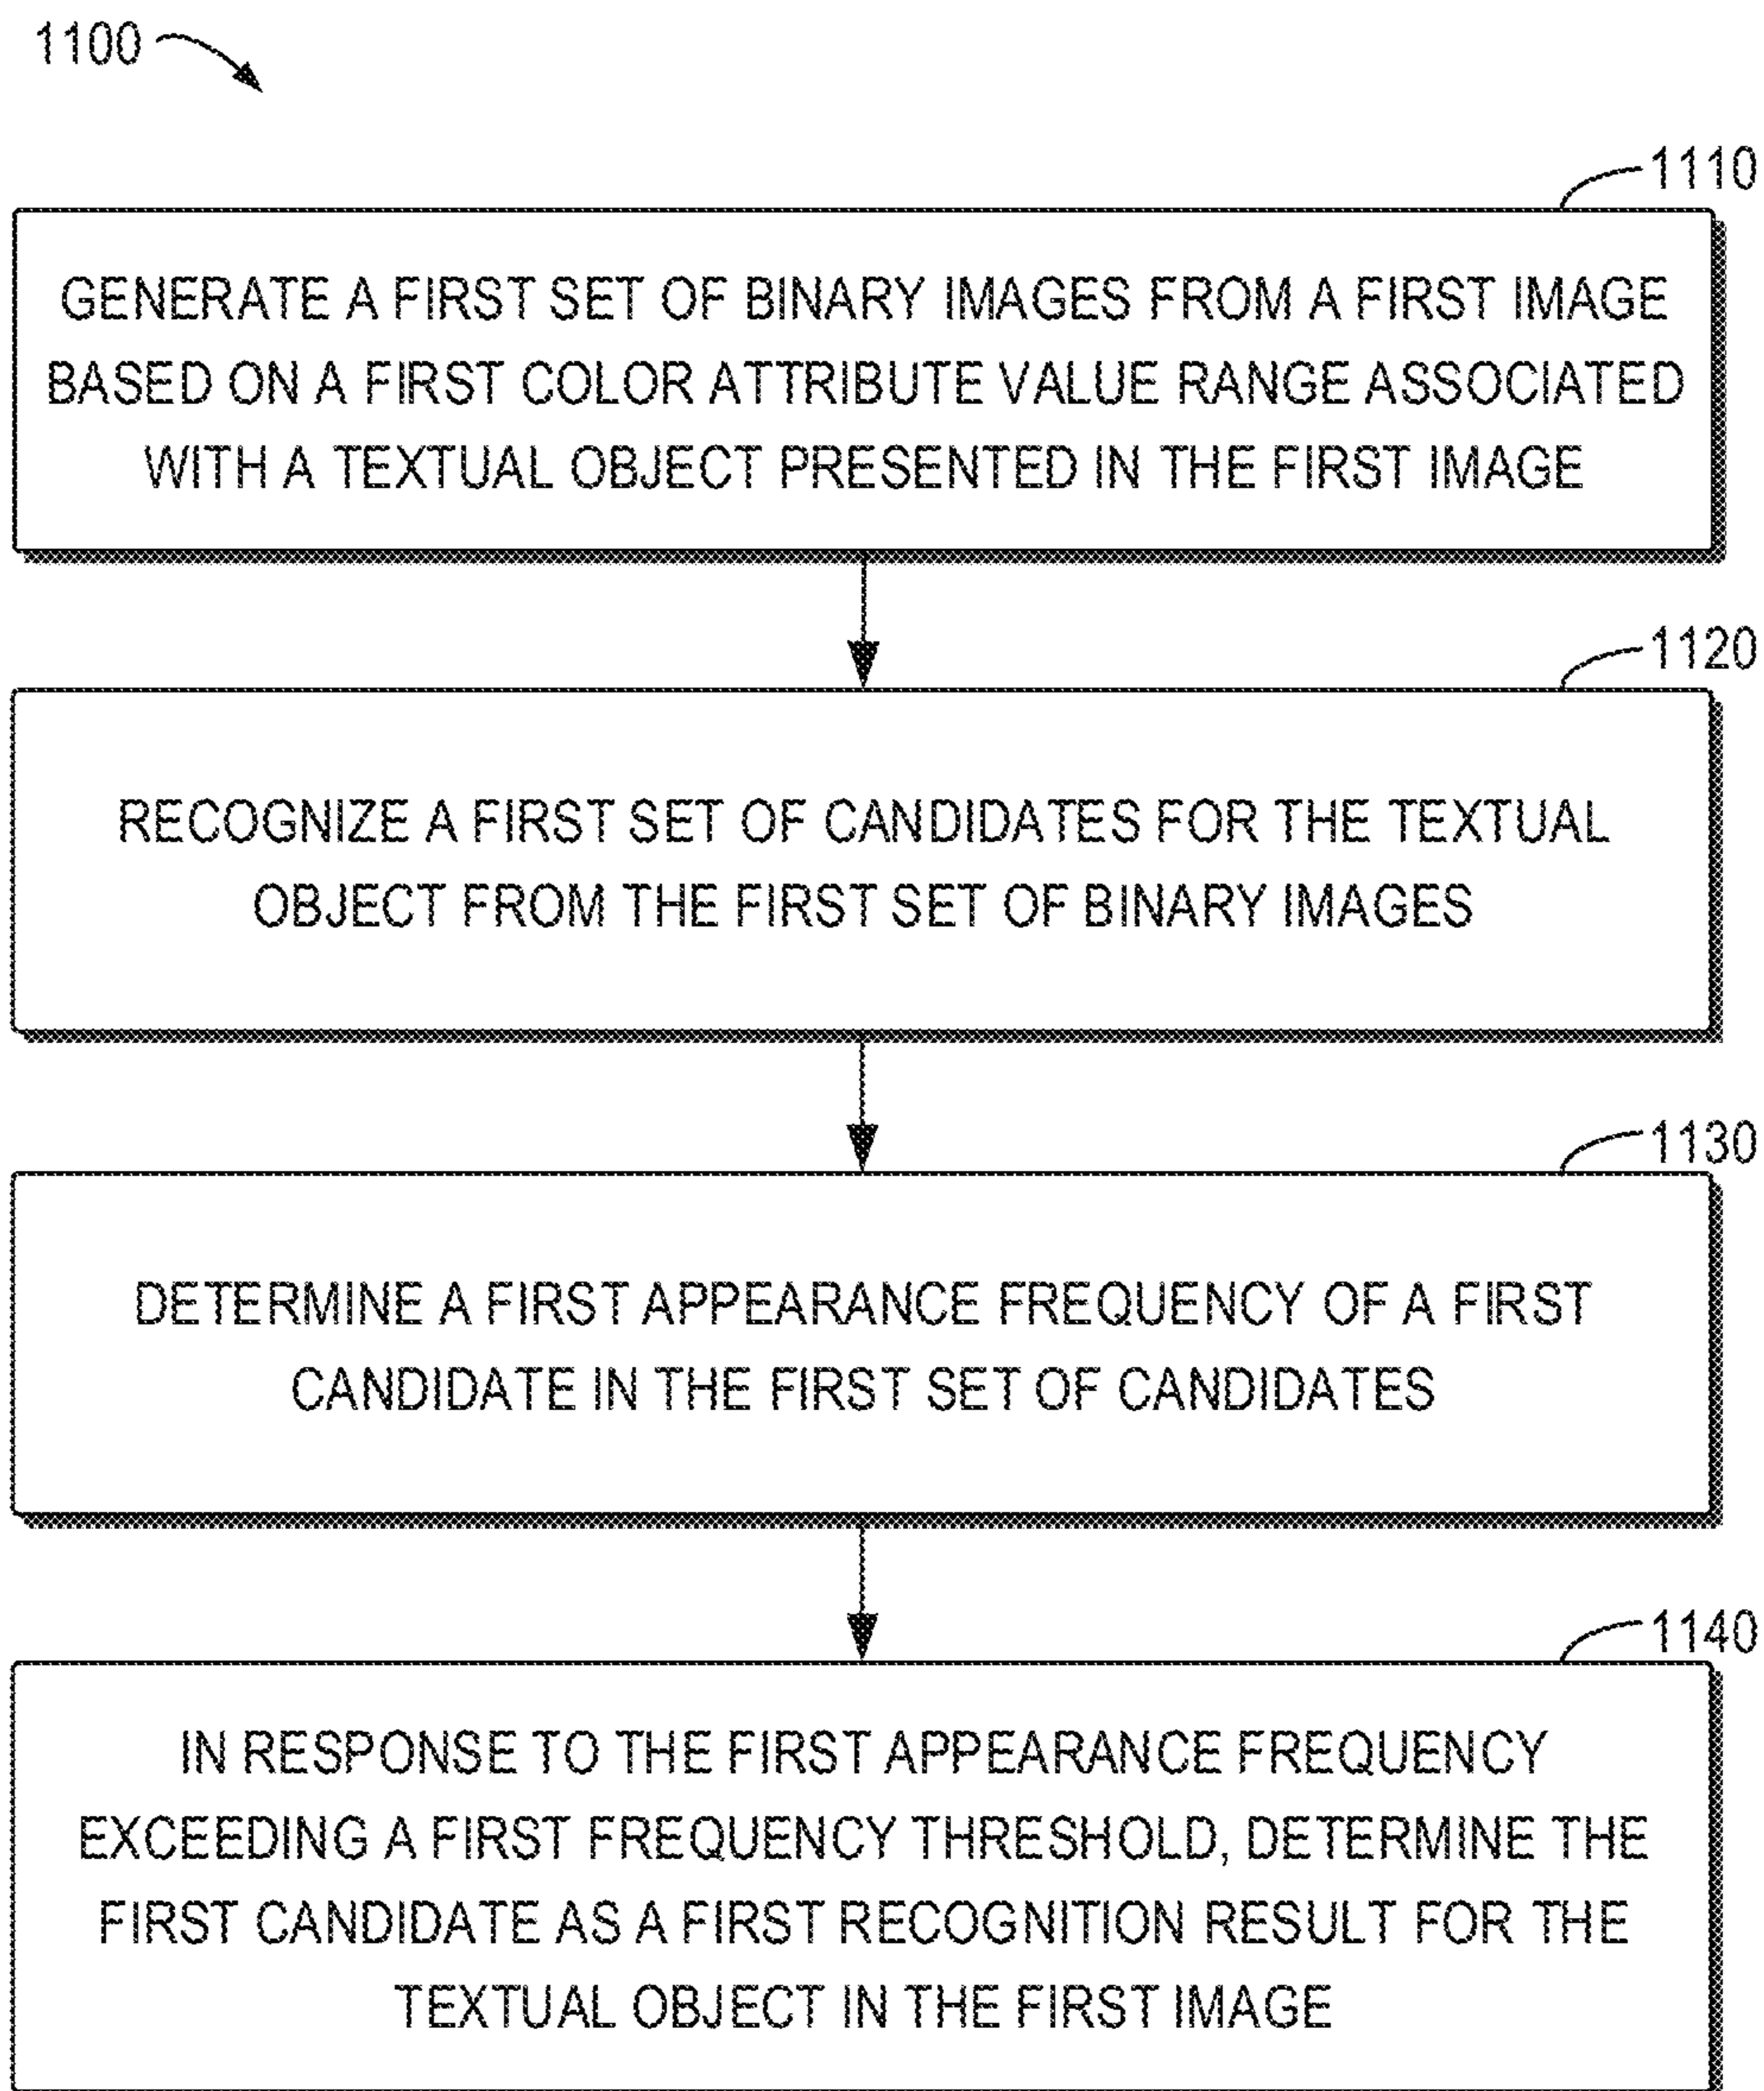 1100
1110
GENERATE A FIRST SET OF BINARY IMAGES FROM A FIRST IMAGE
BASED ON A FIRST COLOR ATTRIBUTE VALUE RANGE ASSOCIATED
WITH A TEXTUAL OBJECT PRESENTED IN THE FIRST IMAGE
1120
RECOGNIZE A FIRST SET OF CANDIDATES FOR THE TEXTUAL
OBJECT FROM THE FIRST SET OF BINARY IMAGES
1130
DETERMINE A FIRST APPEARANCE FREQUENCY OF A FIRST
CANDIDATE IN THE FIRST SET OF CANDIDATES
1140
IN RESPONSE TO THE FIRST APPEARANCE FREQUENCY
EXCEEDING A FIRST FREQUENCY THRESHOLD, DETERMINE THE
FIRST CANDIDATE AS A FIRST RECOGNITION RESULT FOR THE
TEXTUAL OBJECT IN THE FIRST IMAGE